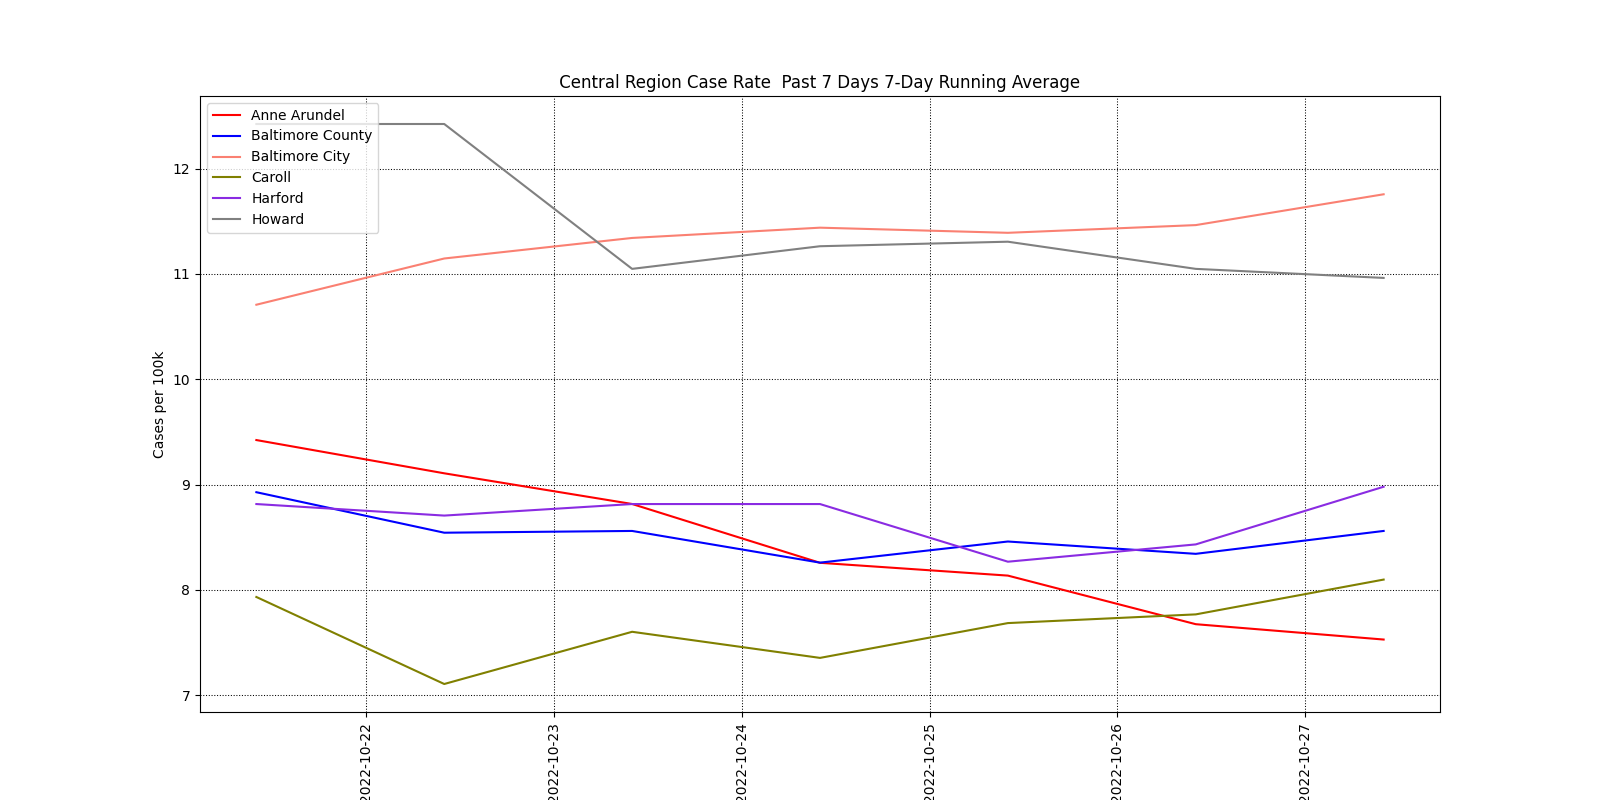 Central Region Case Rate  Past 7 Days 7-Day Running Average
Anne Arundel
Baltimore County
Baltimore City
Caroll
Harford
Howard
Cases per 100k
12
11
10
9
8
7
2022-10-22
2022-10-23
2022-10-24
2022-10-25
2022-10-26
2022-10-27